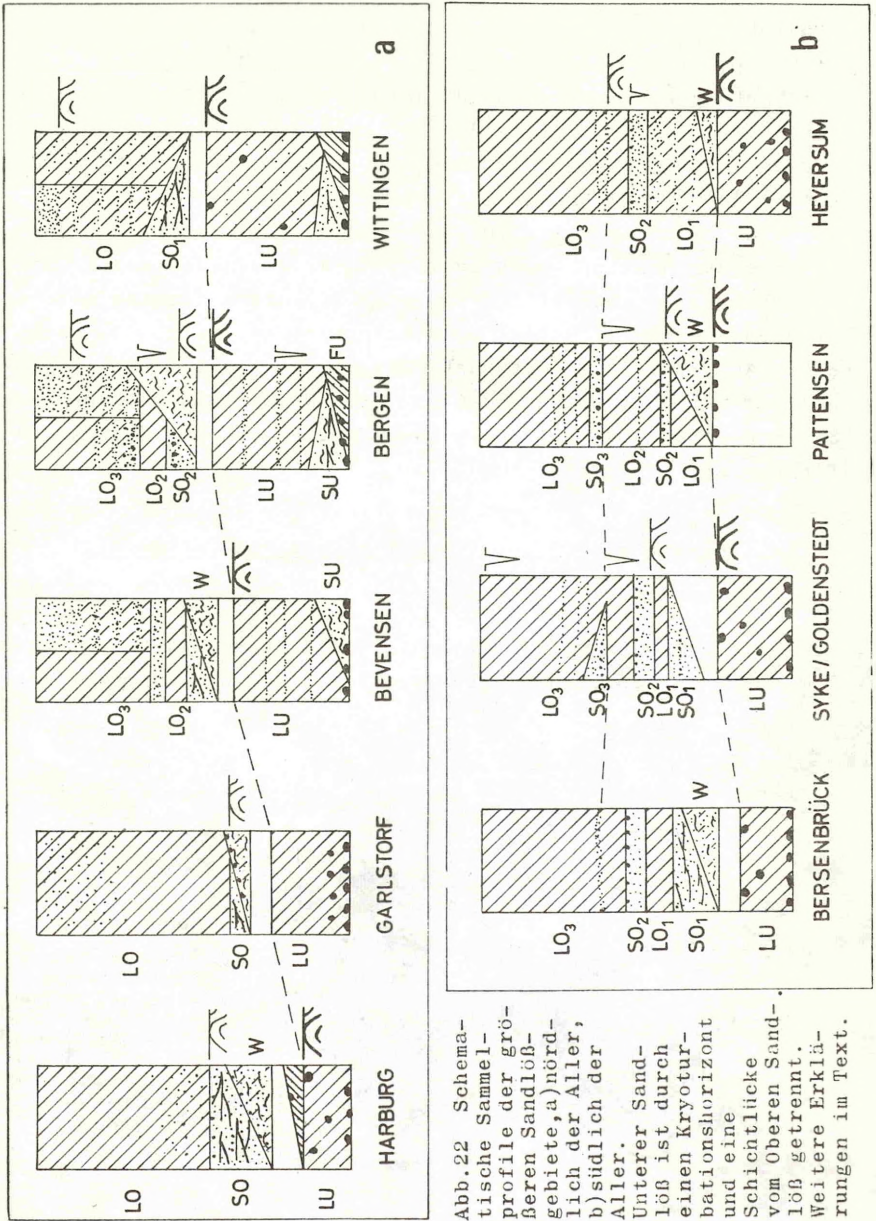 a
LO
SO
W
LU
HARBURG
LO
SO
LU
GARLSTORF
LO₃
LO₂
W
LU
SU
BEVENSEN
LO₃
LO₂
SO₂
LU
SU
FU
BERGEN
LO
SO₁
LU
WITTINGEN
b
LO₃
SO₂
LO₁
SO₁
W
LU
BERSENBRÜCK
LO₃
SO₃
SO₂
LO₁
SO₁
LU
SYKE / GOLDENSTEDT
LO₃
SO₃
LO₂
SO₂
LO₁
W
PATTENSEN
LO₃
SO₂
LO₁
W
LU
HEYERSUM
Abb.22 Schema-
tische Sammel-
profile der grö-
ßeren Sandlöß-
gebiete,a)nörd-
lich der Aller,
b)südlich der
Aller.
Unterer Sand-
löß ist durch
einen Kryotur-
bationshorizont
und eine
Schichtlücke
vom Oberen Sand-
löß getrennt.
Weitere Erklä-
rungen im Text.